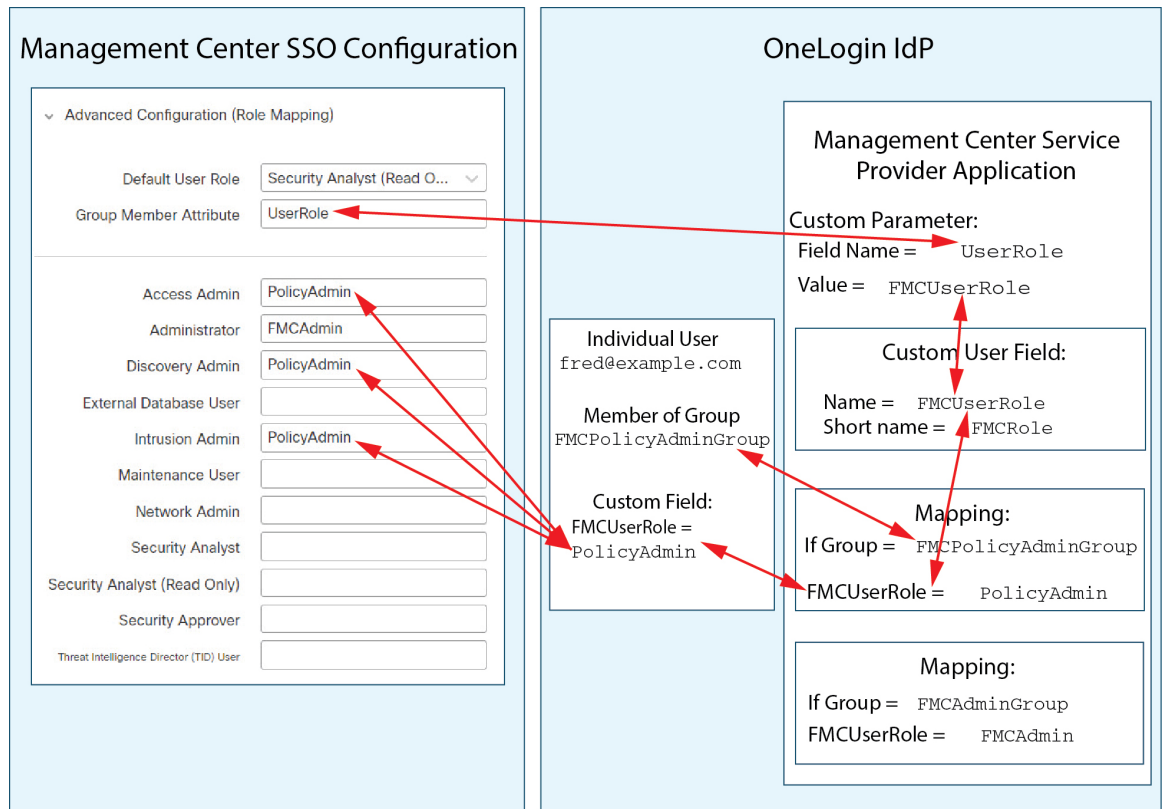 Management Center SSO Configuration
Advanced Configuration (Role Mapping)
Default User Role Security Analyst (Read O...
Group Member Attribute UserRole
Access Admin PolicyAdmin
Administrator FMCAdmin
Discovery Admin PolicyAdmin
External Database User
Intrusion Admin PolicyAdmin
Maintenance User
Network Admin
Security Analyst
Security Analyst (Read Only)
Security Approver
Threat Intelligence Director (TID) User
OneLogin IdP
Individual User
fred@example.com
Member of Group
FMCPolicyAdminGroup
Custom Field:
FMCUserRole =
PolicyAdmin
Management Center Service
Provider Application
Custom Parameter:
Field Name = UserRole
Value = FMCUserRole
Custom User Field:
Name = FMCUserRole
Short name = FMCRole
Mapping:
If Group = FMCPolicyAdminGroup
FMCUserRole = PolicyAdmin
Mapping:
If Group = FMCAdminGroup
FMCUserRole = FMCAdmin